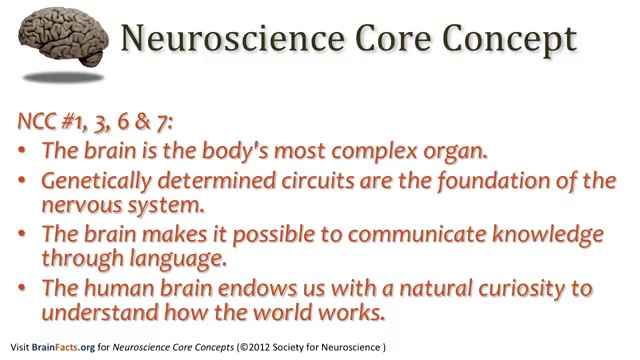 Neuroscience Core Concept
NCC #1, 3, 6 & 7:
• The brain is the body's most complex organ.
• Genetically determined circuits are the foundation of the
nervous system.
• The brain makes it possible to communicate knowledge
through language.
• The human brain endows us with a natural curiosity to
understand how the world works.
Visit BrainFacts.org for Neuroscience Core Concepts (©2012 Society for Neuroscience )